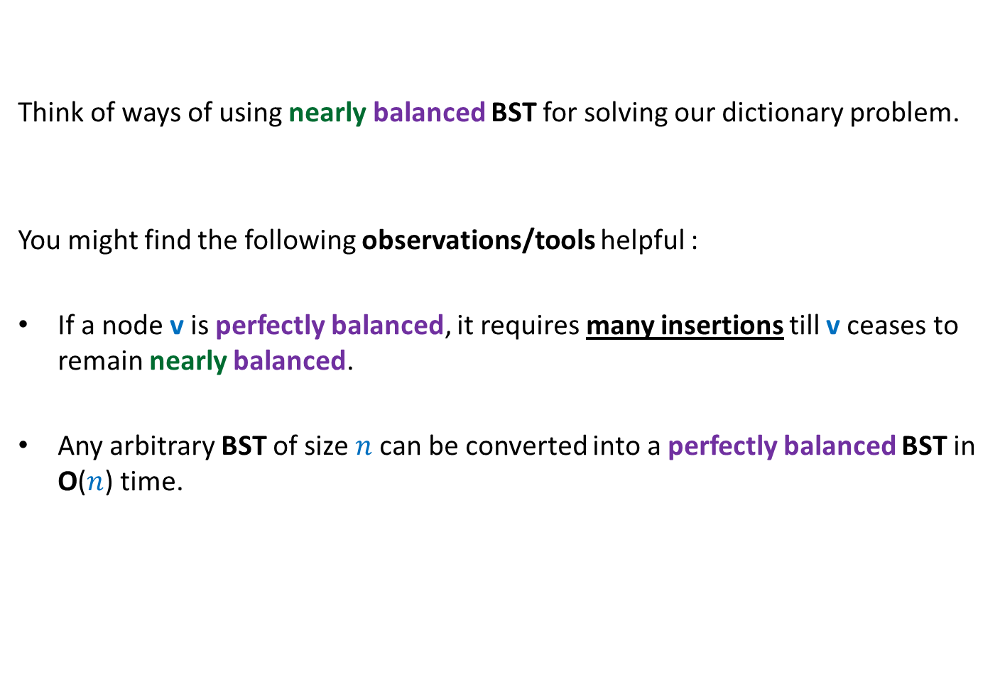 Think of ways of using nearly balanced BST for solving our dictionary problem.
You might find the following observations/tools helpful :
• If a node v is perfectly balanced, it requires many insertions till v ceases to
remain nearly balanced.
• Any arbitrary BST of size n can be converted into a perfectly balanced BST in
O(n) time.